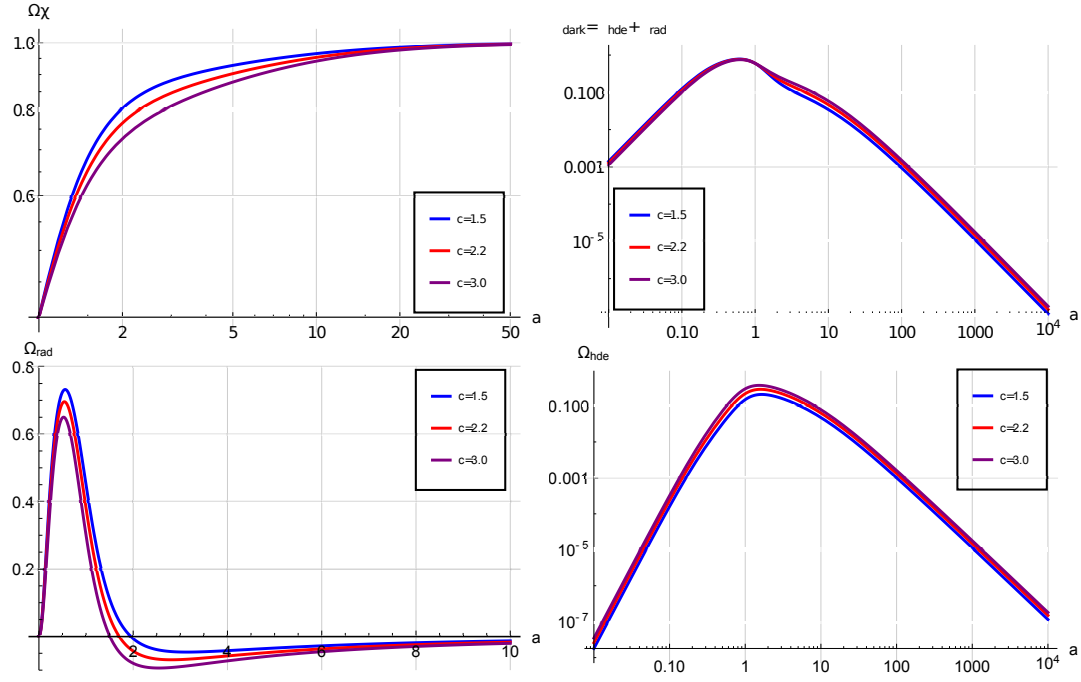 Ωχ
1.0
0.8
0.6
2
5
10
20
50
a
c=1.5
c=2.2
c=3.0
dark= hde+ rad
0.100
0.001
10⁻⁵
0.10
1
10
100
1000
10⁴
a
c=1.5
c=2.2
c=3.0
Ωrad
0.8
0.6
0.4
0.2
2
4
6
8
10
a
c=1.5
c=2.2
c=3.0
Ωhde
0.100
0.001
10⁻⁵
10⁻⁷
0.10
1
10
100
1000
10⁴
a
c=1.5
c=2.2
c=3.0